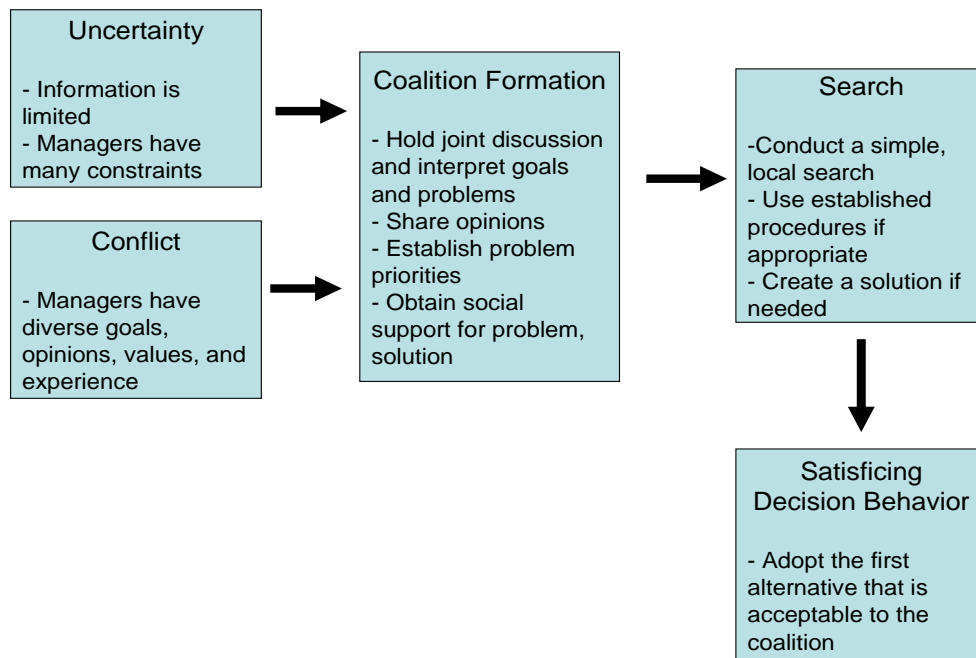 Uncertainty
- Information is
limited
- Managers have
many constraints
Conflict
- Managers have
diverse goals,
opinions, values, and
experience
Coalition Formation
- Hold joint discussion
and interpret goals
and problems
- Share opinions
- Establish problem
priorities
- Obtain social
support for problem,
solution
Search
-Conduct a simple,
local search
- Use established
procedures if
appropriate
- Create a solution if
needed
Satisficing
Decision Behavior
- Adopt the first
alternative that is
acceptable to the
coalition